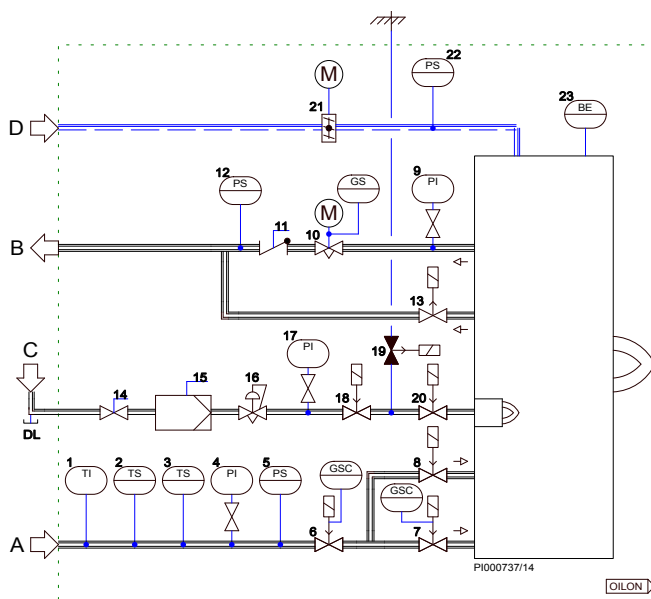 22
PS
M
23
BE
21
D
12
PS
GS
9
PI
M
11
10
B
13
17
PI
19
C
14
15
16
18
20
DL
8
1
TI
2
TS
3
TS
4
PI
5
PS
GSC
GSC
6
7
A
PI000737/14
OILON